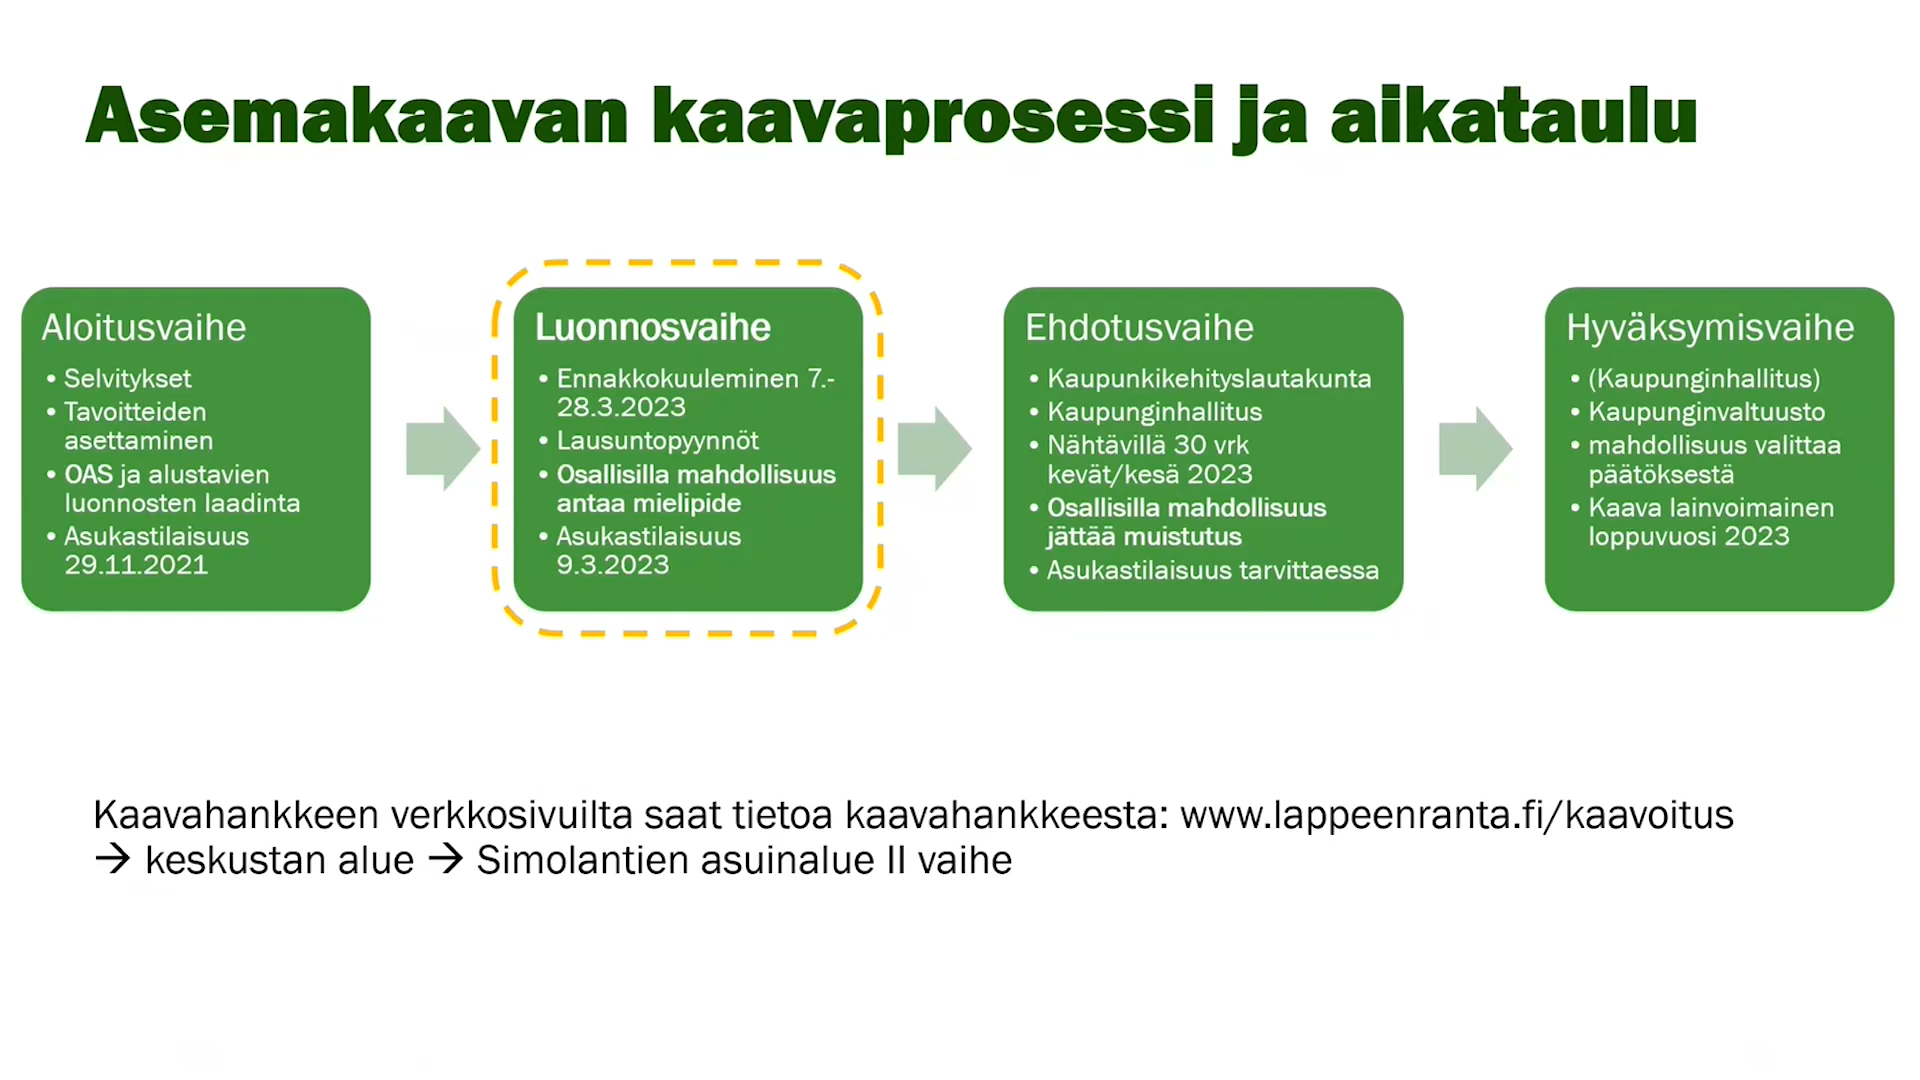 Asemakaavan kaavaprosessi ja aikataulu
Aloitusvaihe
• Selvitykset
• Tavoitteiden
asettaminen
• OAS ja alustavien
luonnosten laadinta
• Asukastilaisuus
29.11.2021
Luonnosvaihe
• Ennakkokuuleminen 7.-
28.3.2023
• Lausuntopyynnöt
• Osallisilla mahdollisuus
antaa mielipide
• Asukastilaisuus
9.3.2023
Ehdotusvaihe
• Kaupunkikehityslautakunta
• Kaupunginhallitus
• Nähtävillä 30 vrk
kevät/kesä 2023
• Osallisilla mahdollisuus
jättää muistutus
• Asukastilaisuus tarvittaessa
Hyväksymisvaihe
• (Kaupunginhallitus)
• Kaupunginvaltuusto
• mahdollisuus valittaa
päätöksestä
• Kaava lainvoimainen
loppuvuosi 2023
Kaavahankkeen verkkosivuilta saat tietoa kaavahankkeesta: www.lappeenranta.fi/kaavoitus
→ keskustan alue → Simolantien asuinalue II vaihe